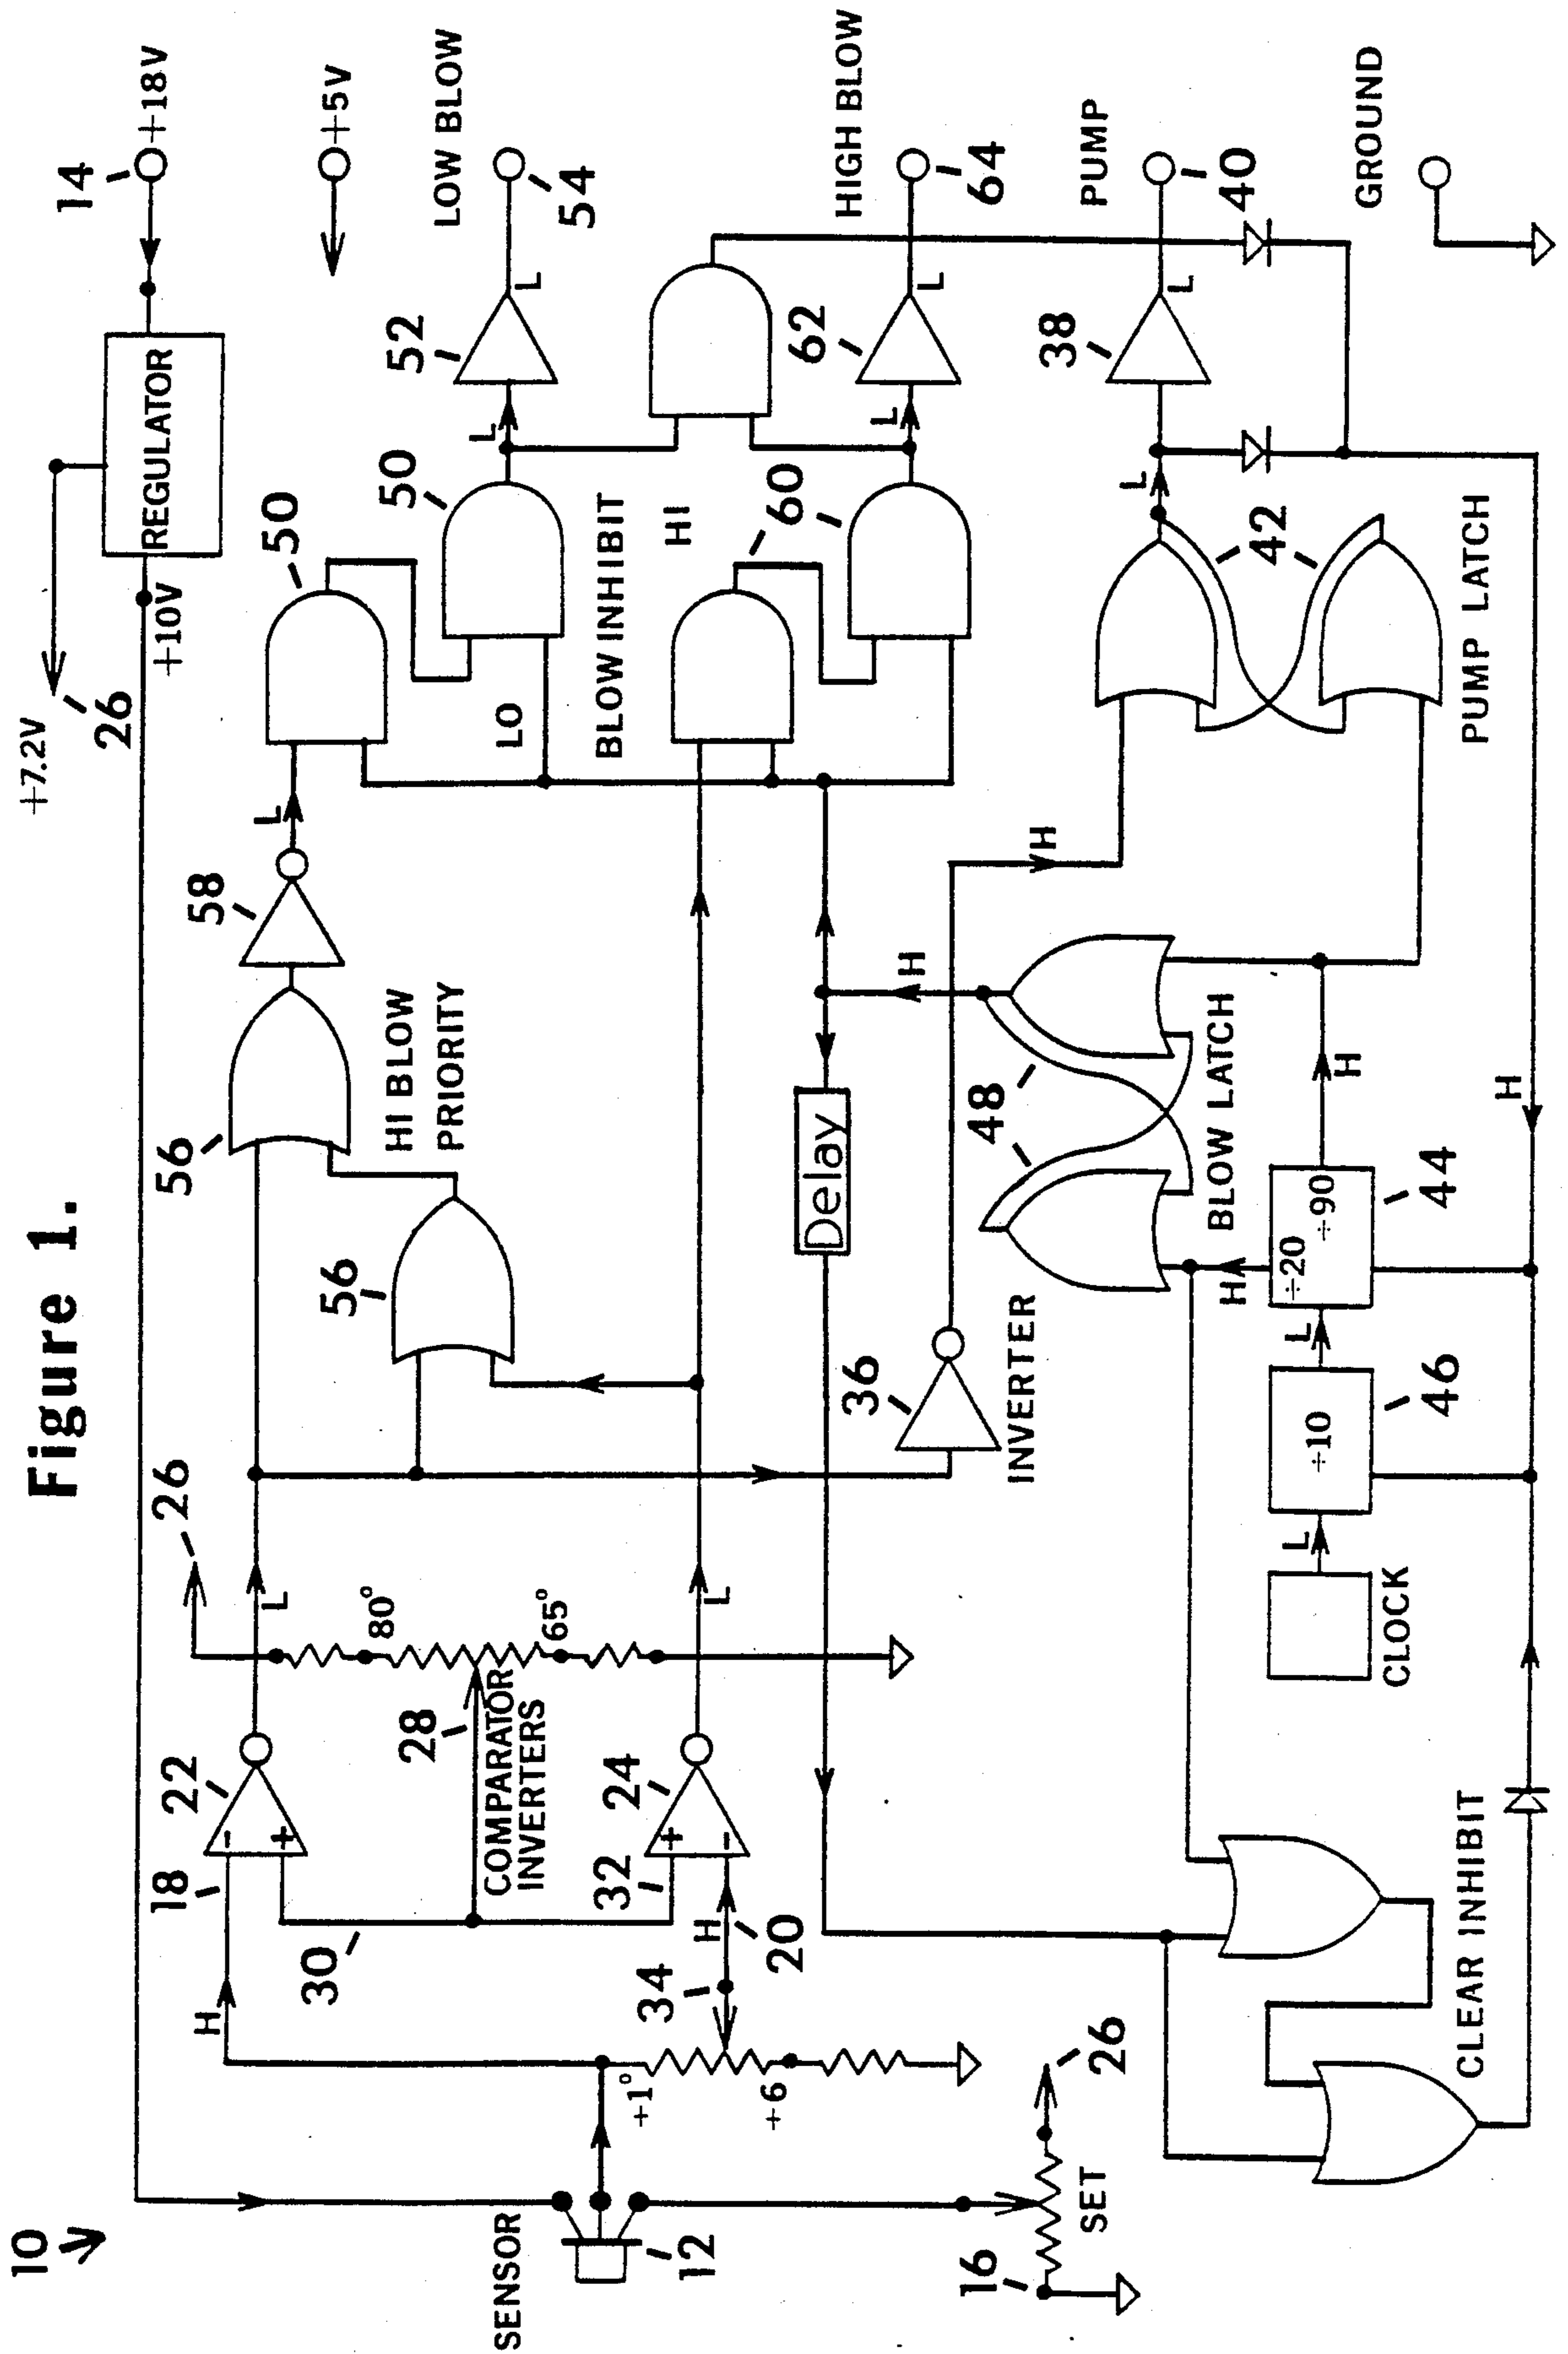 Figure 1.
10
+7.2V
26
+10V
REGULATOR
14
+18V
+5V
SENSOR
12
16
SET
26
H
+1°
+6
34
H
20
18
30
32
22
24
- +
+ -
28
COMPARATOR
INVERTERS
L
L
26
80°
65°
56
56
HI BLOW
PRIORITY
58
L
50
50
LO
BLOW INHIBIT
HI
60
L
52
L
LOW BLOW
54
L
62
L
HIGH BLOW
64
36
INVERTER
H
Delay
H
48
BLOW LATCH
H
CLOCK
L
÷10
46
L
÷20
÷90
44
H
H
PUMP LATCH
42
L
38
L
PUMP
40
GROUND
CLEAR INHIBIT